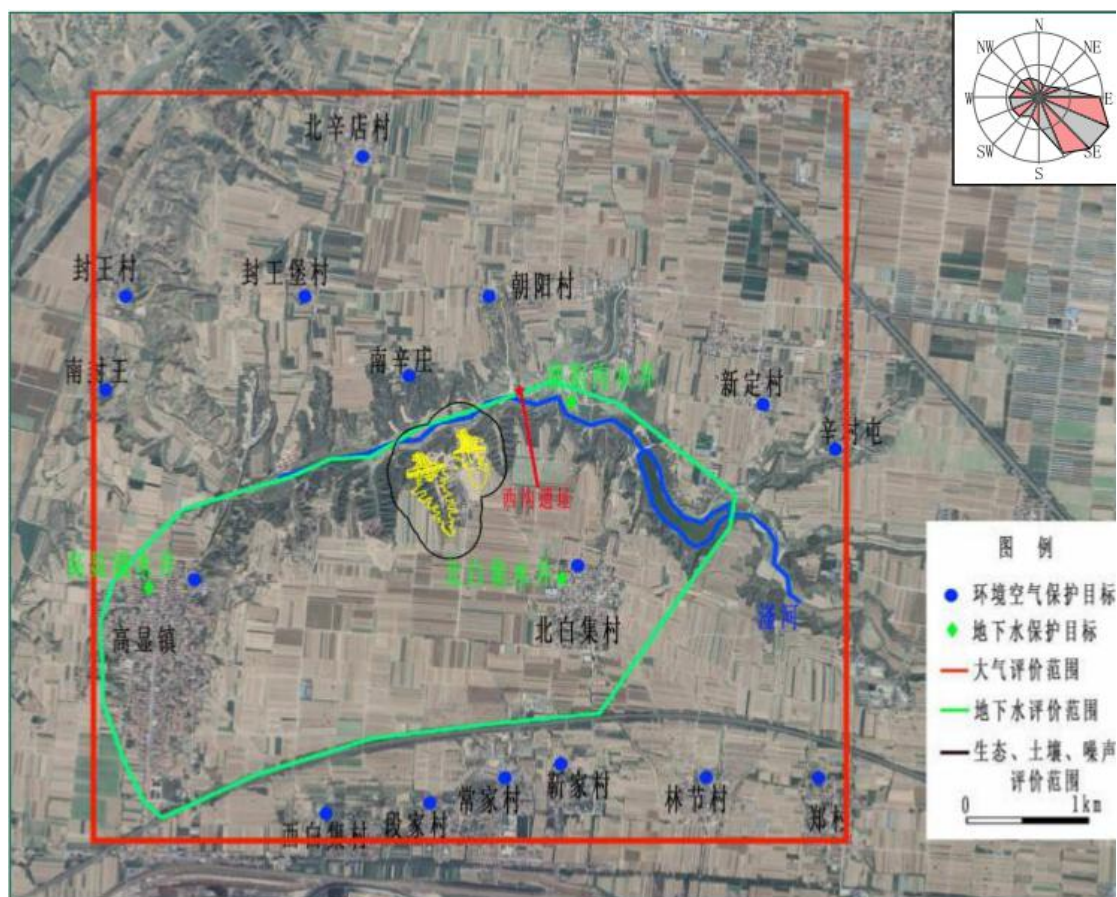 N
NW
NE
W
E
SW
SE
S
北辛店村
封王村
封王堡村
朝阳村
南封王
南辛庄
新定村
辛村屯
西沟遗址
高显镇
北白集村
浍河
常家村
靳家村
林节村
郑村
西白集村
段家村
图 例
环境空气保护目标
地下水保护目标
大气评价范围
地下水评价范围
生态、土壤、噪声
评价范围
0
1km